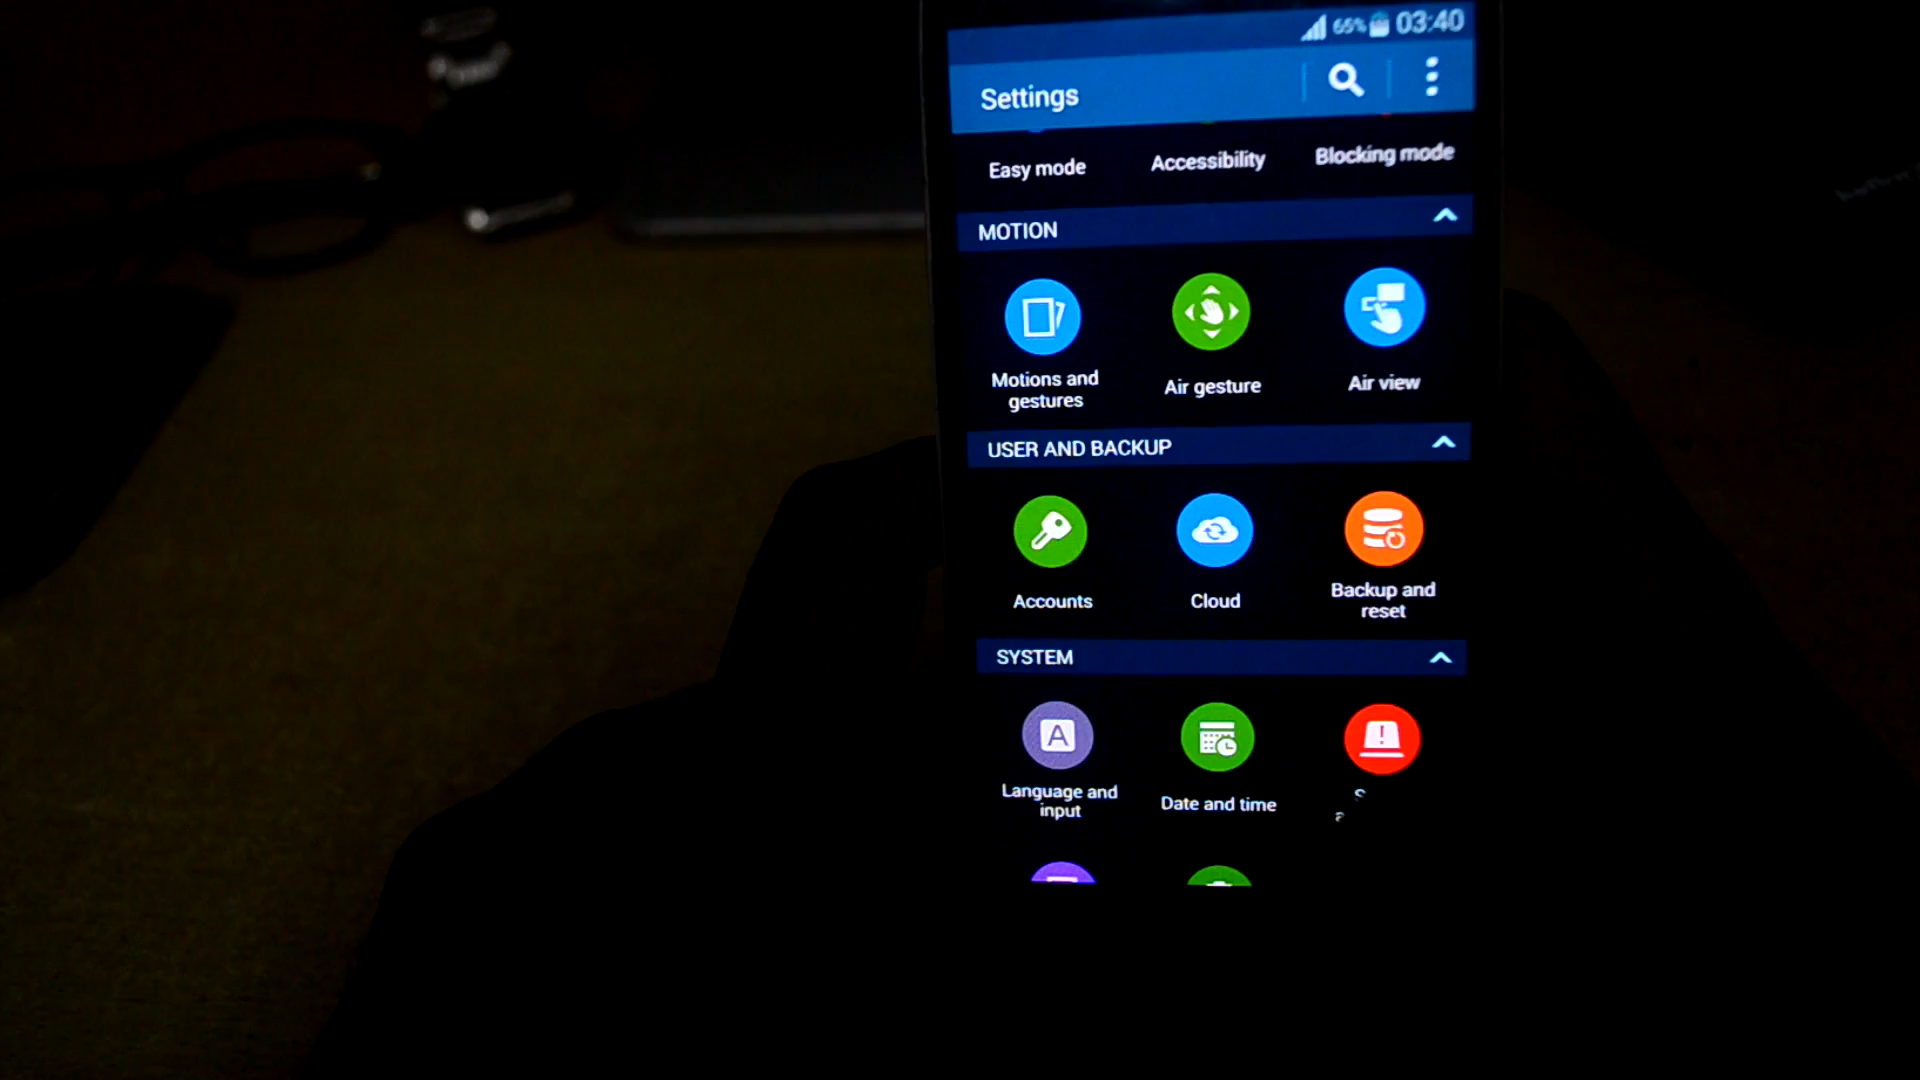 65% 03:40
Settings
Easy mode Accessibility Blocking mode
MOTION
Motions and gestures Air gesture Air view
USER AND BACKUP
Accounts Cloud Backup and reset
SYSTEM
A
Language and input Date and time